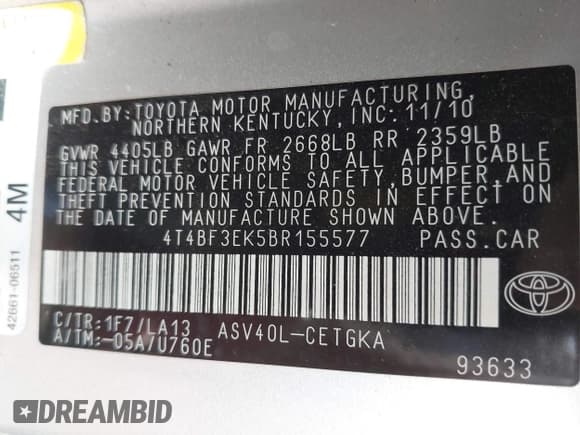 MFD.BY:TOYOTA MOTOR MANUFACTURING,
NORTHERN KENTUCKY, INC. 11/10
GVWR 4405LB GAWR FR 2668LB RR 2359LB
THIS VEHICLE CONFORMS TO ALL APPLICABLE
FEDERAL MOTOR VEHICLE SAFETY, BUMPER, AND
THEFT PREVENTION STANDARDS IN EFFECT ON
THE DATE OF MANUFACTURE SHOWN ABOVE.
4T4BF3EK5BR155577 PASS.CAR
C/TR:1F7/LA13 ASV40L-CETGKA
A/TM:-05A/U760E
93633
4M
42661-06511
DREAMBID